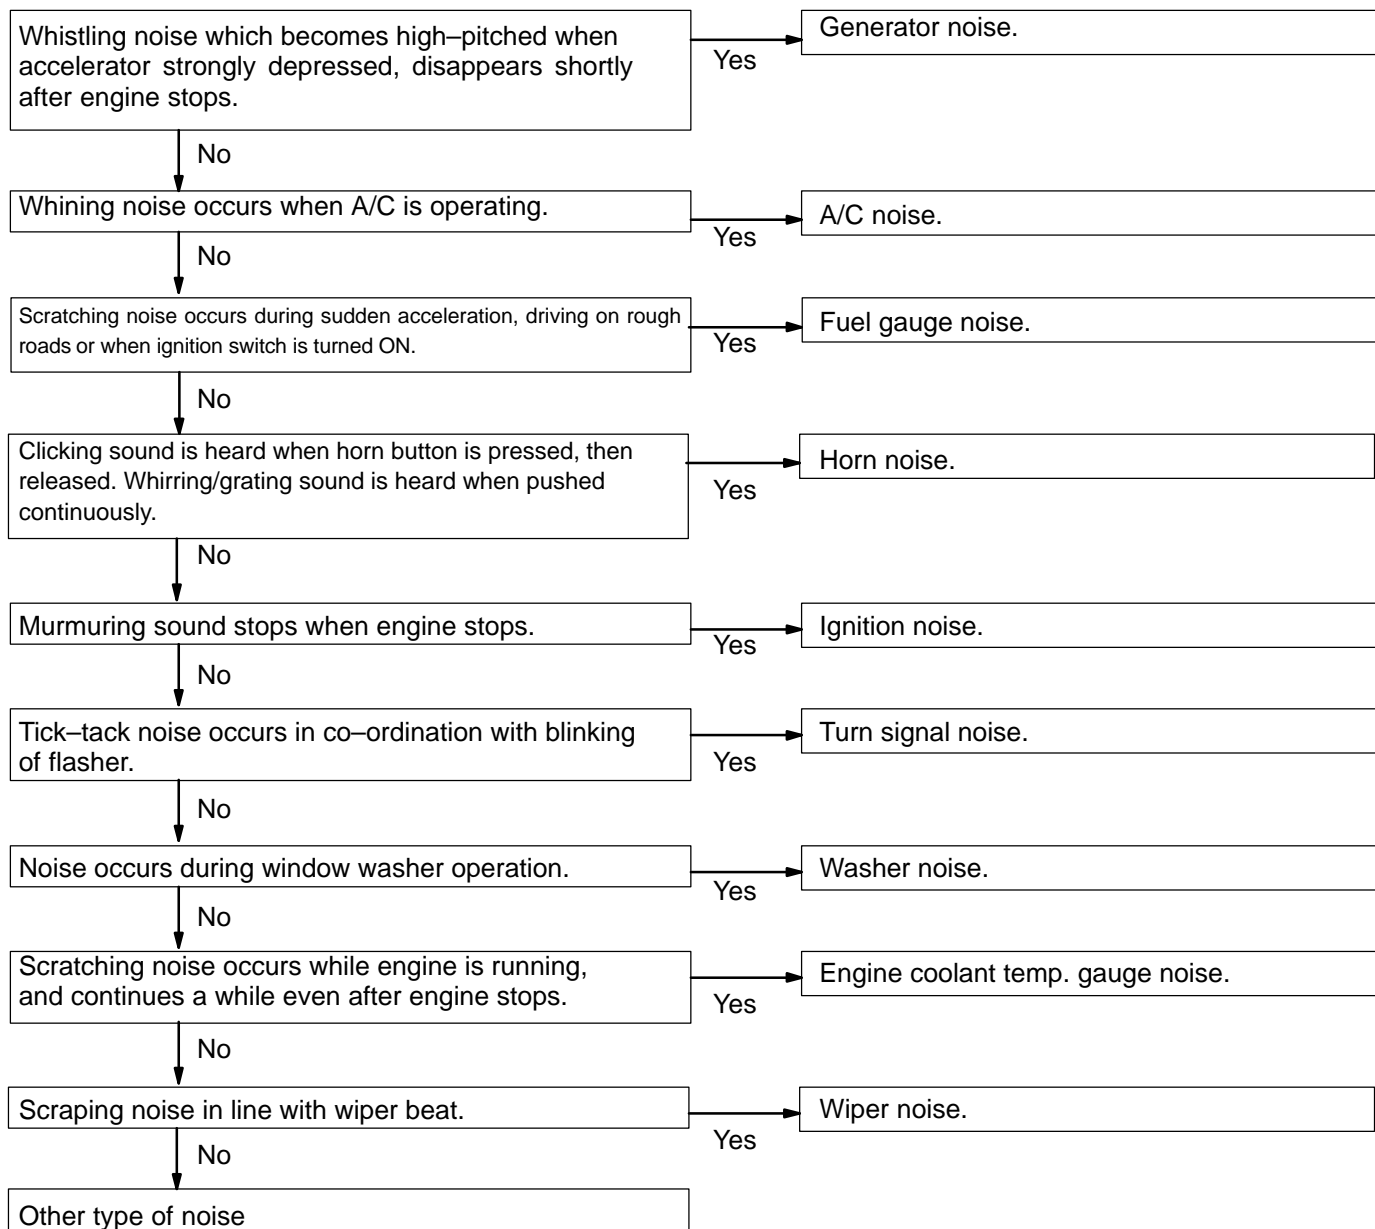 Whistling noise which becomes high–pitched when
accelerator strongly depressed, disappears shortly
after engine stops.
Yes
Generator noise.
No
Whining noise occurs when A/C is operating.
Yes
A/C noise.
No
Scratching noise occurs during sudden acceleration, driving on rough
roads or when ignition switch is turned ON.
Yes
Fuel gauge noise.
No
Clicking sound is heard when horn button is pressed, then
released. Whirring/grating sound is heard when pushed
continuously.
Yes
Horn noise.
No
Murmuring sound stops when engine stops.
Yes
Ignition noise.
No
Tick–tack noise occurs in co–ordination with blinking
of flasher.
Yes
Turn signal noise.
No
Noise occurs during window washer operation.
Yes
Washer noise.
No
Scratching noise occurs while engine is running,
and continues a while even after engine stops.
Yes
Engine coolant temp. gauge noise.
No
Scraping noise in line with wiper beat.
Yes
Wiper noise.
No
Other type of noise